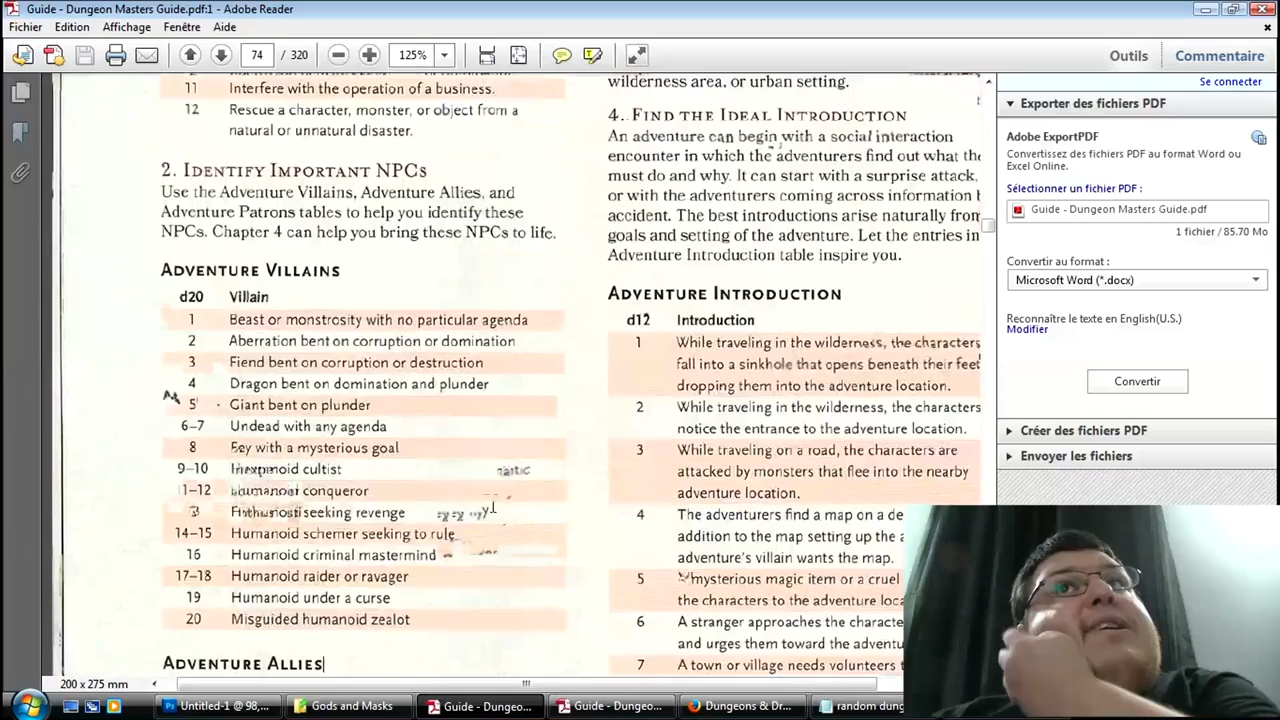 Guide - Dungeon Masters Guide.pdf:1 - Adobe Reader
Fichier Edition Affichage Fenêtre Aide
74 / 320 125% Outils Commentaire
Se connecter
11 Interfere with the operation of a business.
12 Rescue a character, monster, or object from a
natural or unnatural disaster.
2. IDENTIFY IMPORTANT NPCS
Use the Adventure Villains, Adventure Allies, and
Adventure Patrons tables to help you identify these
NPCs. Chapter 4 can help you bring these NPCs to life.
ADVENTURE VILLAINS
d20 Villain
1 Beast or monstrosity with no particular agenda
2 Aberration bent on corruption or domination
3 Fiend bent on corruption or destruction
4 Dragon bent on domination and plunder
5 Giant bent on plunder
6–7 Undead with any agenda
8 Fey with a mysterious goal
9–10 cultist
11–12 Humanoid conqueror
seeking revenge
14–15 Humanoid schemer seeking to rule
16 Humanoid criminal mastermind
17–18 Humanoid raider or ravager
19 Humanoid under a curse
20 Misguided humanoid zealot
ADVENTURE ALLIES
wilderness area, or urban setting.
4. FIND THE IDEAL INTRODUCTION
An adventure can begin with a social interaction
encounter in which the adventurers find out what the
must do and why. It can start with a surprise attack,
or with the adventurers coming across information b
accident. The best introductions arise naturally from
goals and setting of the adventure. Let the entries in
Adventure Introduction table inspire you.
ADVENTURE INTRODUCTION
d12 Introduction
1 While traveling in the wilderness, the characters
fall into a sinkhole that opens beneath their feet
dropping them into the adventure location.
2 While traveling in the wilderness, the characters
notice the entrance to the adventure location.
3 While traveling on a road, the characters are
attacked by monsters that flee into the nearby
adventure location.
4 The adventurers find a map on a de
addition to the map setting up the a
adventure's villain wants the map.
5 mysterious magic item or a cruel
the characters to the adventure loca
6 A stranger approaches the characte
and urges them toward the adventu
7 A town or village needs volunteers t
Exporter des fichiers PDF
Adobe ExportPDF
Convertissez des fichiers PDF au format Word ou
Excel Online.
Sélectionner un fichier PDF :
Guide - Dungeon Masters Guide.pdf
1 fichier / 85.70 Mo
Convertir au format :
Microsoft Word (*.docx)
Reconnaître le texte en English(U.S.)
Modifier
Convertir
Créer des fichiers PDF
Envoyer les fichiers
200 x 275 mm
Untitled-1 @ 98,... Gods and Masks Guide - Dungeo... Guide - Dungeo... Dungeons & Dr... random dung